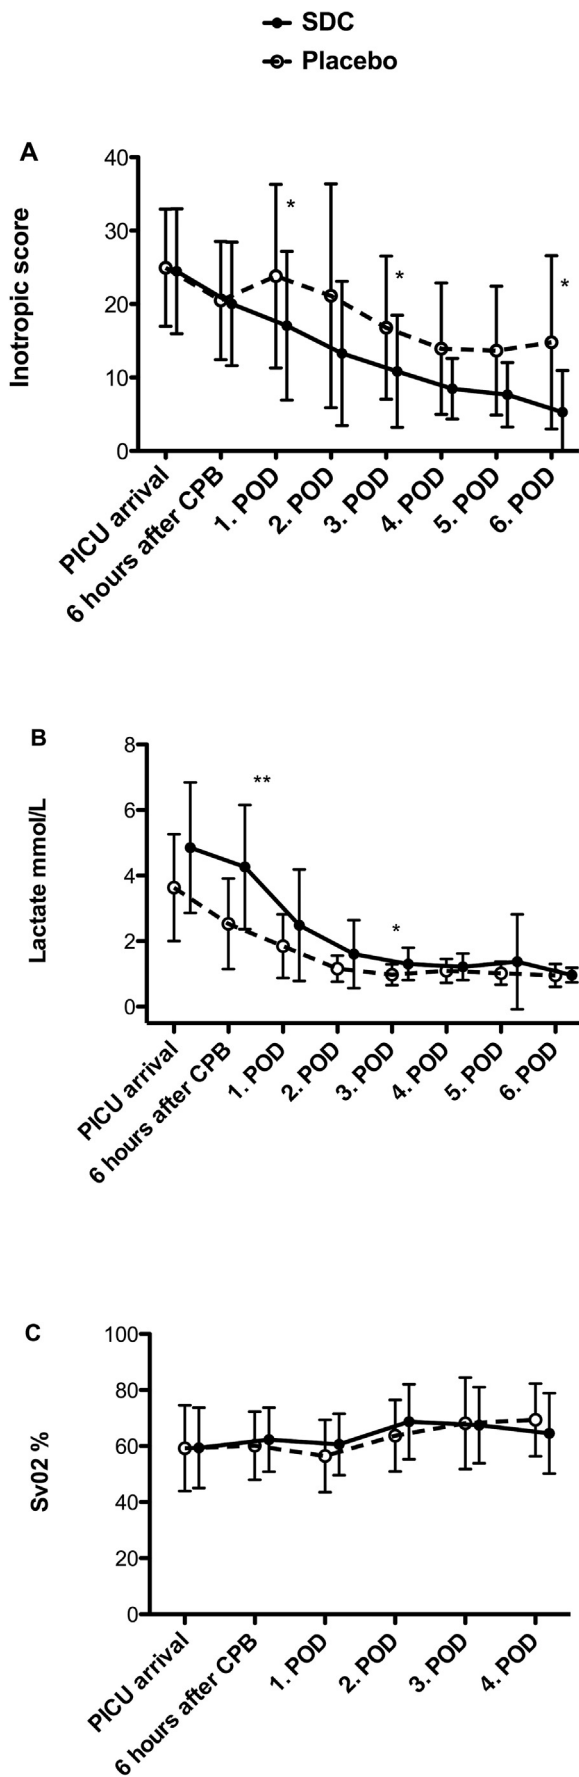 SDC
Placebo
A
Inotropic score
40
30
20
10
0
*
*
*
PICU arrival
6 hours after CPB
1. POD
2. POD
3. POD
4. POD
5. POD
6. POD
B
Lactate mmol/L
8
6
4
2
0
**
*
PICU arrival
6 hours after CPB
1. POD
2. POD
3. POD
4. POD
5. POD
6. POD
C
Sv02 %
100
80
60
40
20
0
PICU arrival
6 hours after CPB
1. POD
2. POD
3. POD
4. POD